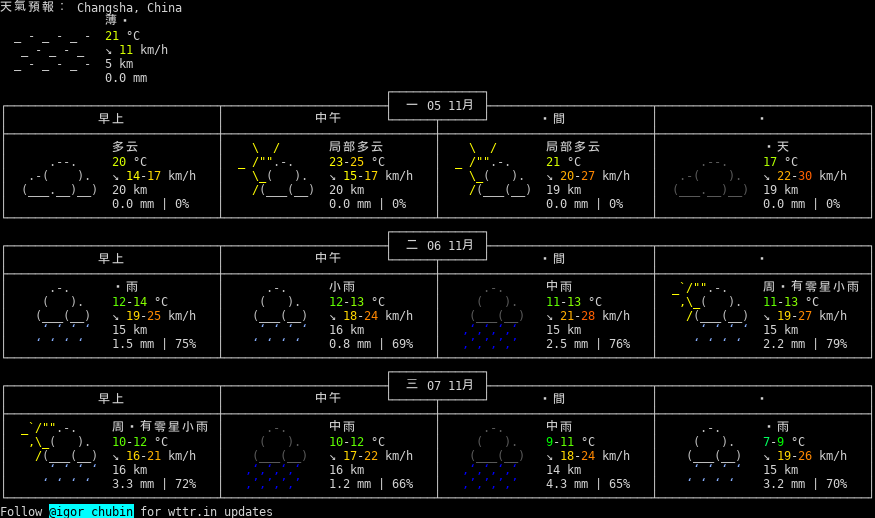 天氣預報： Changsha, China
薄・
21 °C
↘ 11 km/h
5 km
0.0 mm
一 05 11月
早上 中午 ・間 ・
多云 局部多云 局部多云 ・天
20 °C 23-25 °C 21 °C 17 °C
↘ 14-17 km/h ↘ 15-17 km/h ↘ 20-27 km/h ↘ 22-30 km/h
20 km 20 km 19 km 19 km
0.0 mm | 0% 0.0 mm | 0% 0.0 mm | 0% 0.0 mm | 0%
二 06 11月
早上 中午 ・間 ・
・雨 小雨 中雨 周・有零星小雨
12-14 °C 12-13 °C 11-13 °C 11-13 °C
↘ 19-25 km/h ↘ 18-24 km/h ↘ 21-28 km/h ↘ 19-27 km/h
15 km 16 km 15 km 15 km
1.5 mm | 75% 0.8 mm | 69% 2.5 mm | 76% 2.2 mm | 79%
三 07 11月
早上 中午 ・間 ・
周・有零星小雨 中雨 中雨 ・雨
10-12 °C 10-12 °C 9-11 °C 7-9 °C
↘ 16-21 km/h ↘ 17-22 km/h ↘ 18-24 km/h ↘ 19-26 km/h
16 km 16 km 14 km 15 km
3.3 mm | 72% 1.2 mm | 66% 4.3 mm | 65% 3.2 mm | 70%
Follow @igor_chubin for wttr.in updates